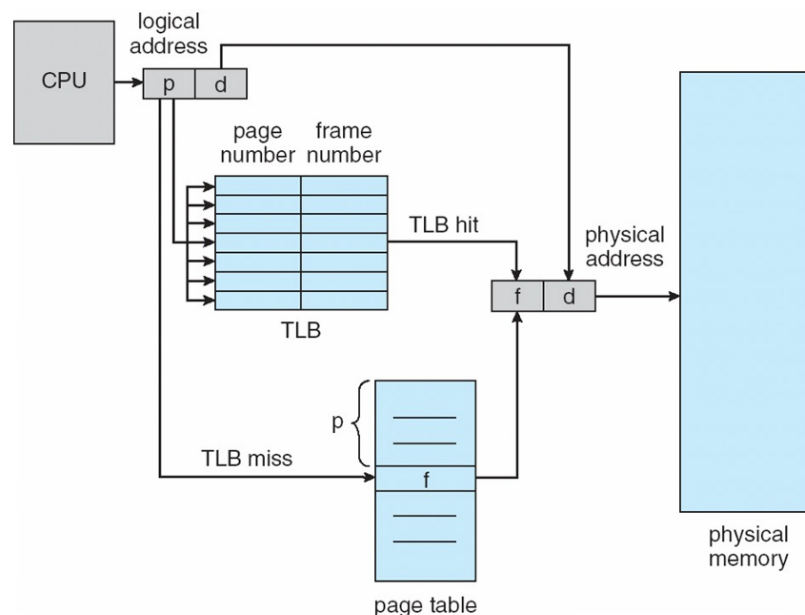 logical
address
CPU
p d
page frame
number number
TLB hit
physical
address
f d
TLB
p
TLB miss
f
physical
memory
page table